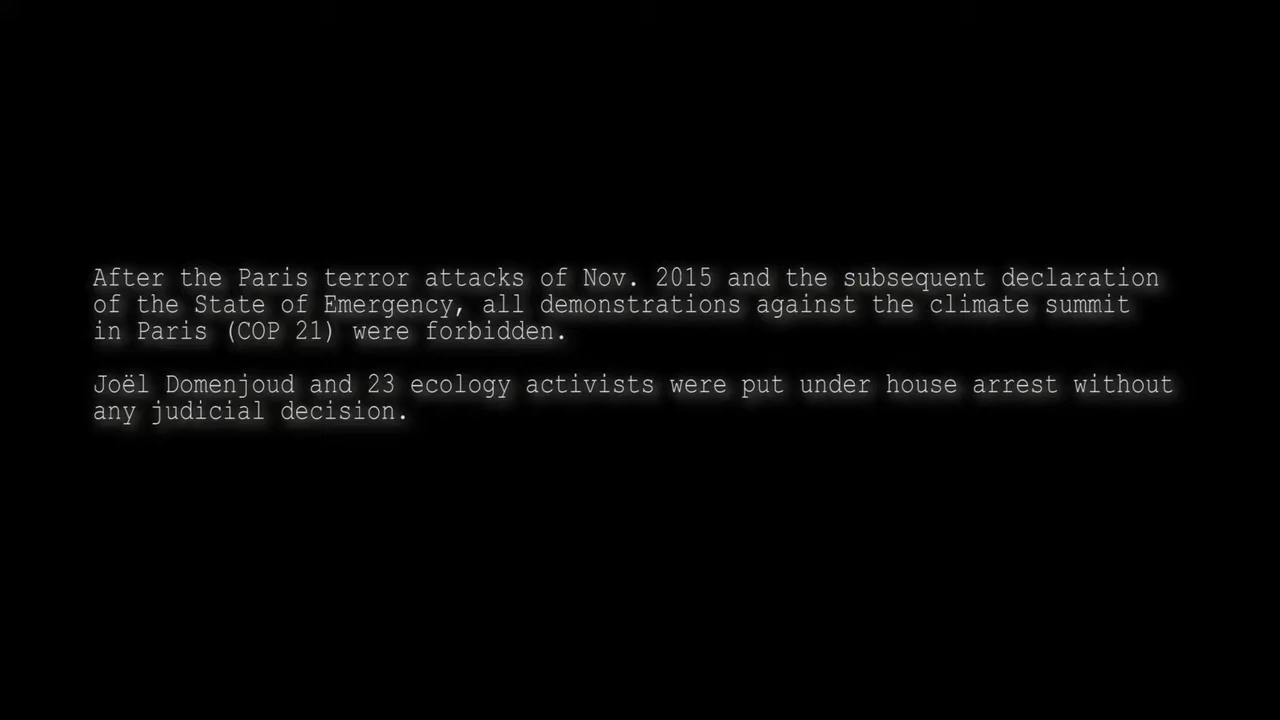 After the Paris terror attacks of Nov. 2015 and the subsequent declaration
of the State of Emergency, all demonstrations against the climate summit
in Paris (COP 21) were forbidden.
Joël Domenjoud and 23 ecology activists were put under house arrest without
any judicial decision.